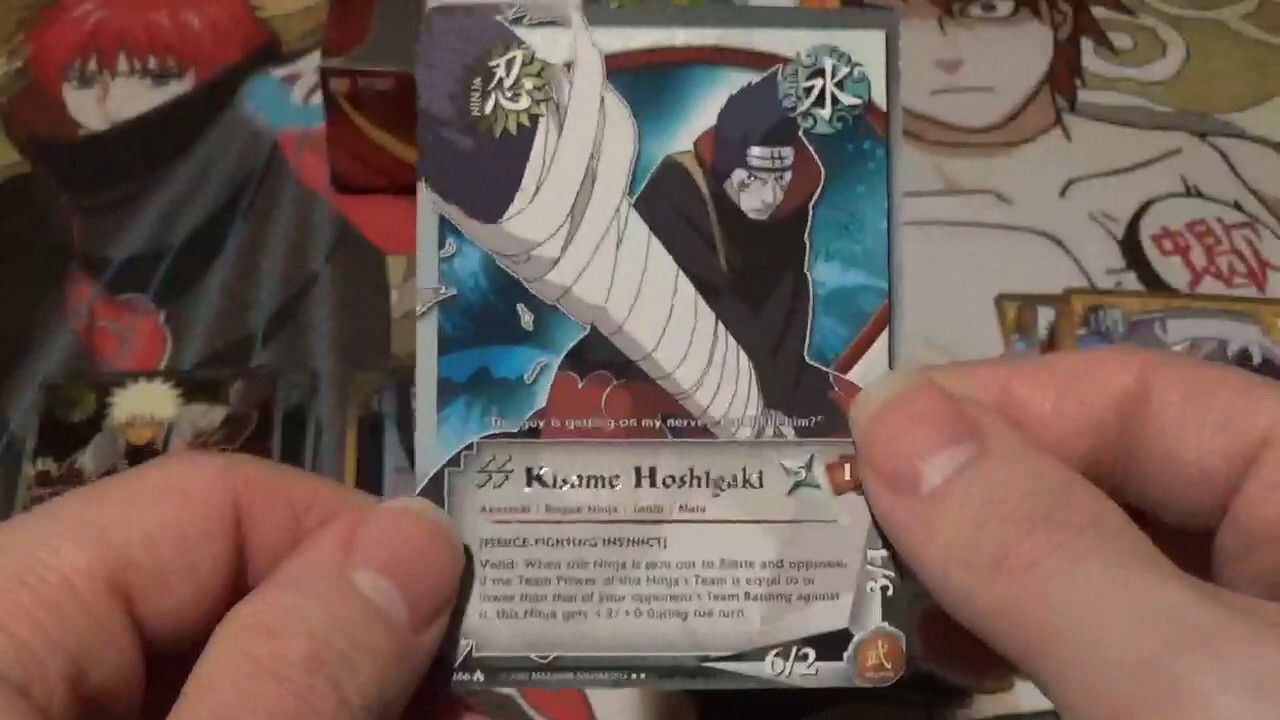 忍
NINJA
水
"This guy is getting on my nerves. Can I kill him?"
Kisame Hoshigaki
5
1
Akatsuki | Rogue Ninja | Jonin | Male
[FIERCE FIGHTING INSTINCT]
Valid: When this Ninja is sent out to Battle and opposed,
if the Team Power of this Ninja's Team is equal to or
lower than that of your opponent's Team Battling against
it, this Ninja gets +2/+0 during the turn.
6/2
武
蠍